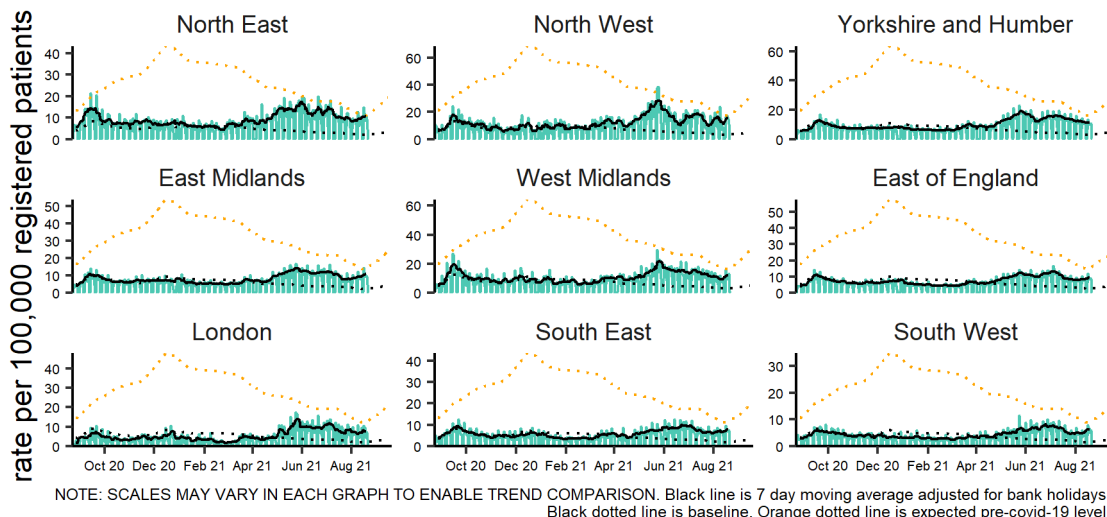 rate per 100,000 registered patients
North East
40
30
20
10
0
North West
60
40
20
0
Yorkshire and Humber
60
40
20
0
East Midlands
50
40
30
20
10
0
West Midlands
60
40
20
0
East of England
50
40
30
20
10
0
London
40
30
20
10
0
Oct 20 Dec 20 Feb 21 Apr 21 Jun 21 Aug 21
South East
40
30
20
10
0
Oct 20 Dec 20 Feb 21 Apr 21 Jun 21 Aug 21
South West
30
20
10
0
Oct 20 Dec 20 Feb 21 Apr 21 Jun 21 Aug 21
NOTE: SCALES MAY VARY IN EACH GRAPH TO ENABLE TREND COMPARISON. Black line is 7 day moving average adjusted for bank holidays
Black dotted line is baseline. Orange dotted line is expected pre-covid-19 level